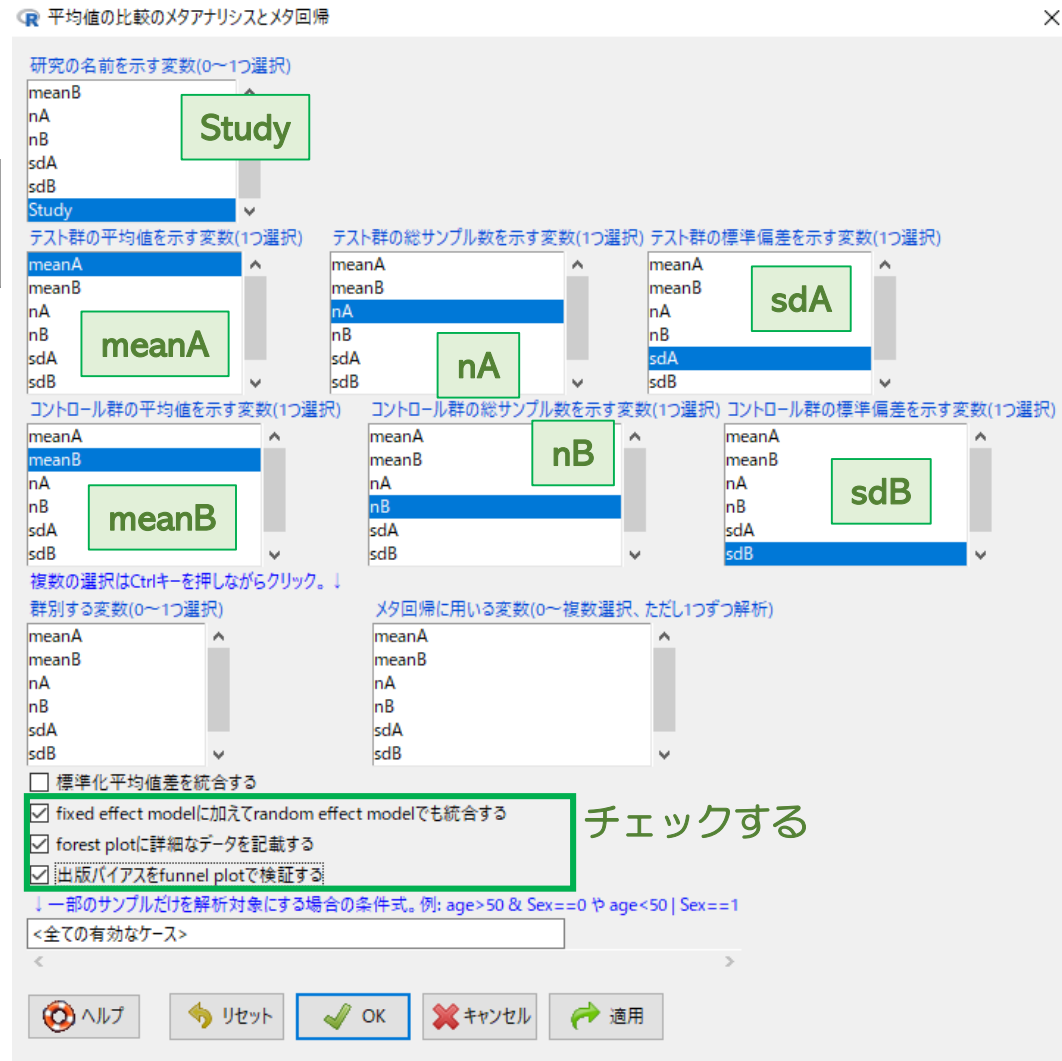 平均値の比較のメタアナリシスとメタ回帰
研究の名前を示す変数(0～1つ選択)
meanB
nA
nB
sdA
sdB
Study
Study
テスト群の平均値を示す変数(1つ選択) テスト群の総サンプル数を示す変数(1つ選択) テスト群の標準偏差を示す変数(1つ選択)
meanA
meanB
nA
nB
sdA
sdB
meanA
meanA
meanB
nA
nB
sdA
sdB
nA
meanA
meanB
nA
nB
sdA
sdB
sdA
コントロール群の平均値を示す変数(1つ選択) コントロール群の総サンプル数を示す変数(1つ選択) コントロール群の標準偏差を示す変数(1つ選択)
meanA
meanB
nA
nB
sdA
sdB
meanB
meanA
meanB
nA
nB
sdA
sdB
nB
meanA
meanB
nA
nB
sdA
sdB
sdB
複数の選択はCtrlキーを押しながらクリック。↓
群別する変数(0～1つ選択) メタ回帰に用いる変数(0～複数選択、ただし1つずつ解析)
meanA
meanB
nA
nB
sdA
sdB
meanA
meanB
nA
nB
sdA
sdB
標準化平均値差を統合する
fixed effect modelに加えてrandom effect modelでも統合する
forest plotに詳細なデータを記載する
出版バイアスをfunnel plotで検証する
チェックする
↓一部のサンプルだけを解析対象にする場合の条件式。例: age>50 & Sex==0 や age<50 | Sex==1
<全ての有効なケース>
ヘルプ リセット OK キャンセル 適用